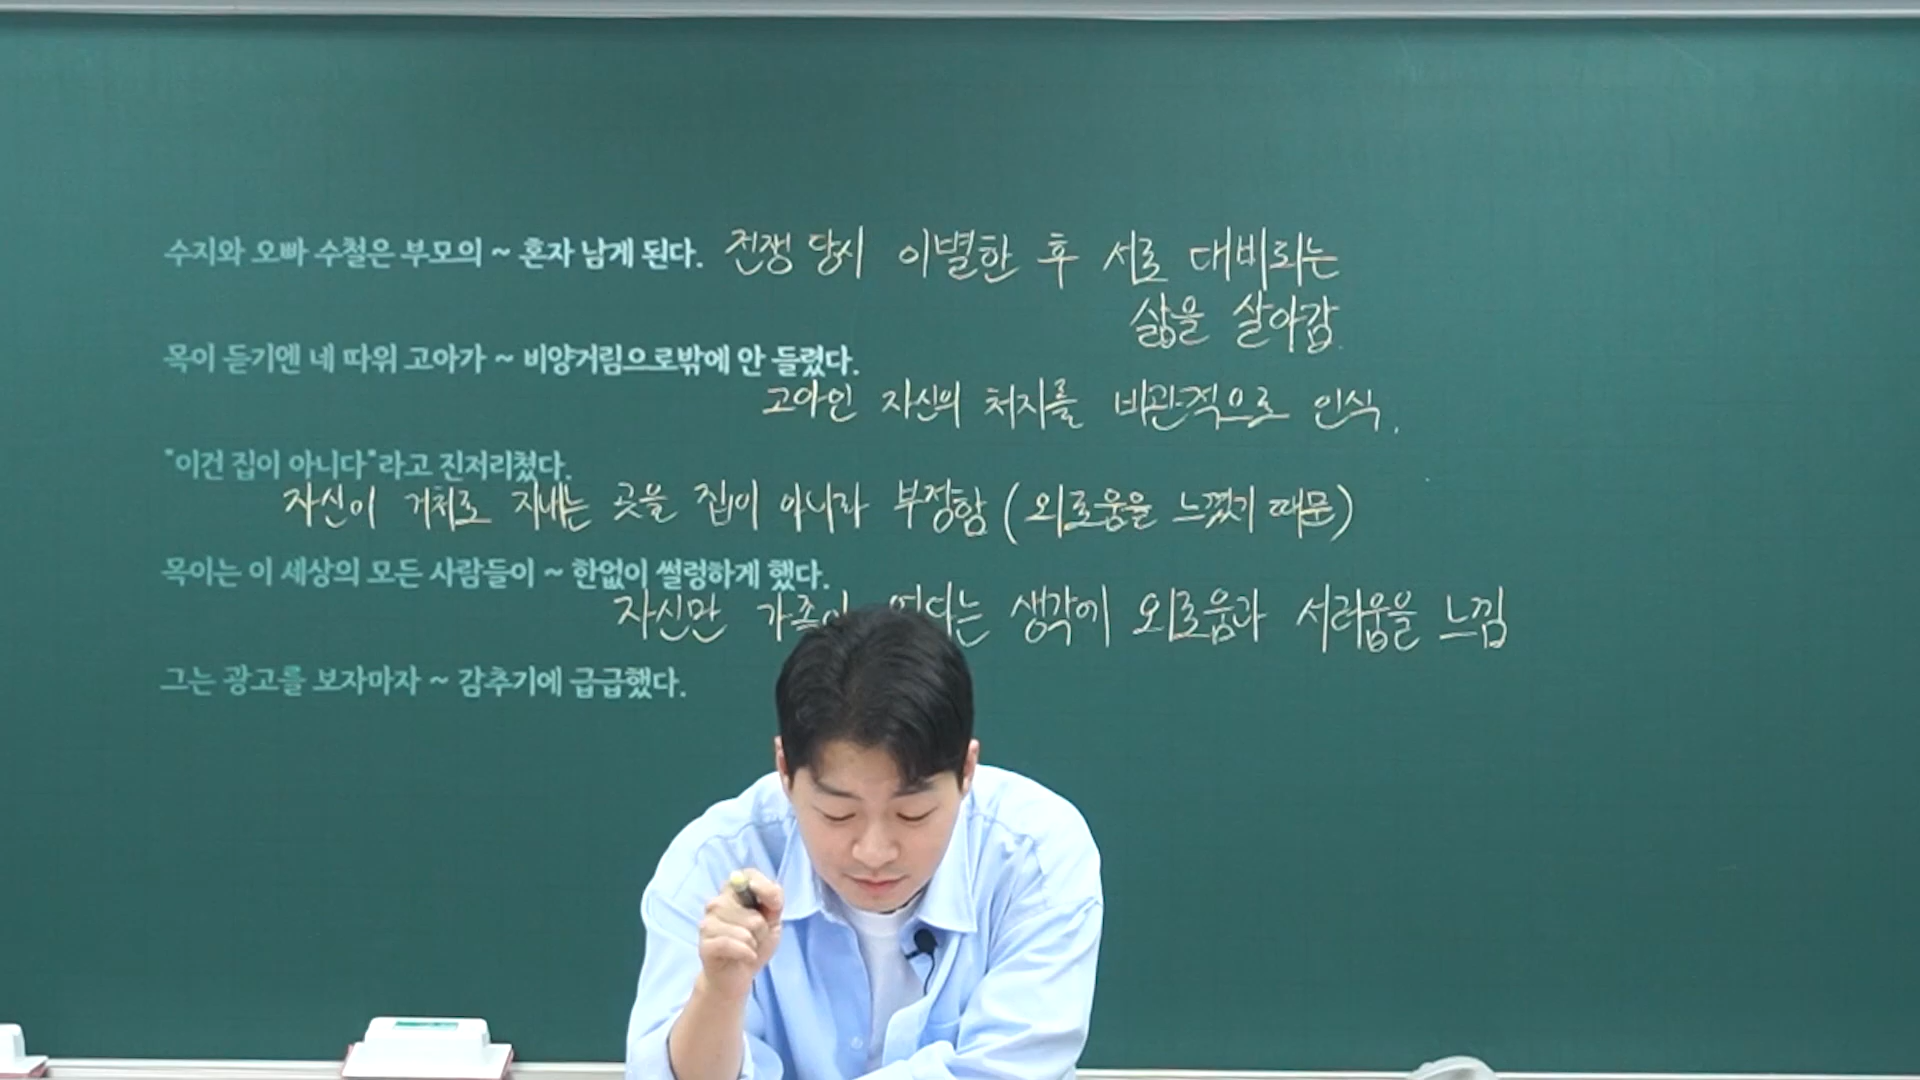 수지와 오빠 수철은 부모의 ~ 혼자 남게 된다. 전쟁 당시 이별한 후 서로 대비되는
삶을 살아감.
목이 듣기엔 네 따위 고아가 ~ 비양거림으로밖에 안 들렸다.
고아인 자신의 처지를 비관적으로 인식.
"이건 집이 아니다"라고 진저리쳤다.
자신이 거처로 지내는 곳을 집이 아니라 부정함 (외로움을 느꼈기 때문)
목이는 이 세상의 모든 사람들이 ~ 한없이 썰렁하게 했다.
자신만 생각에 외로움과 서러움을 느낌
그는 광고를 보자마자 ~ 감추기에 급급했다.